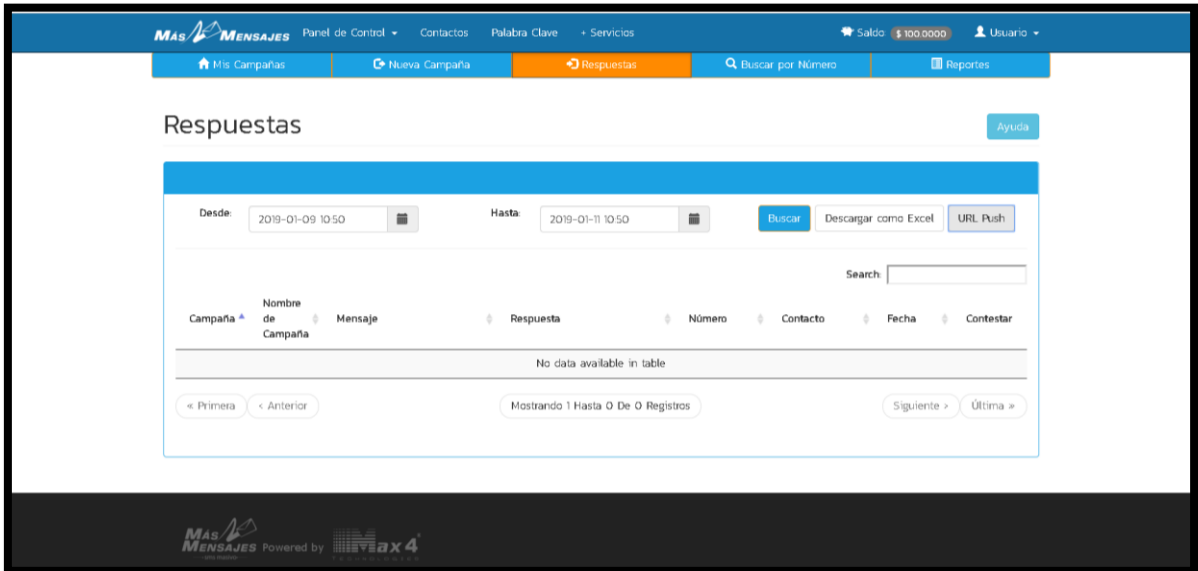 MÁS MENSAJES Panel de Control Contactos Palabra Clave + Servicios Saldo $ 100.0000 Usuario
Mis Campañas Nueva Campaña Respuestas Buscar por Número Reportes
Respuestas Ayuda
Desde: 2019-01-09 10:50 Hasta: 2019-01-11 10:50 Buscar Descargar como Excel URL Push
Search:
Campaña Nombre de Campaña Mensaje Respuesta Número Contacto Fecha Contestar
No data available in table
« Primera < Anterior Mostrando 1 Hasta 0 De 0 Registros Siguiente > Última »
MÁS MENSAJES Powered by Max4